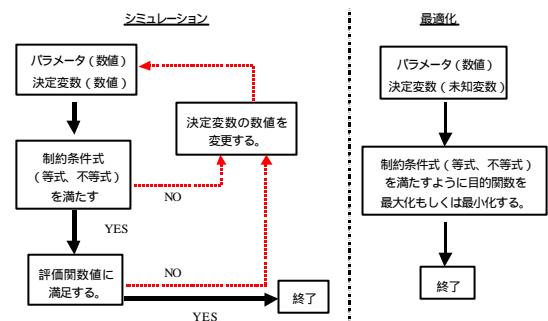 シミュレーション
パラメータ（数値）
決定変数（数値）
決定変数の数値を
変更する。
制約条件式
（等式、不等式）
を満たす
NO
YES
評価関数値に
満足する。
NO
YES
終了
最適化
パラメータ（数値）
決定変数（未知変数）
制約条件式（等式、不等式）
を満たすように目的関数を
最大化もしくは最小化する。
終了